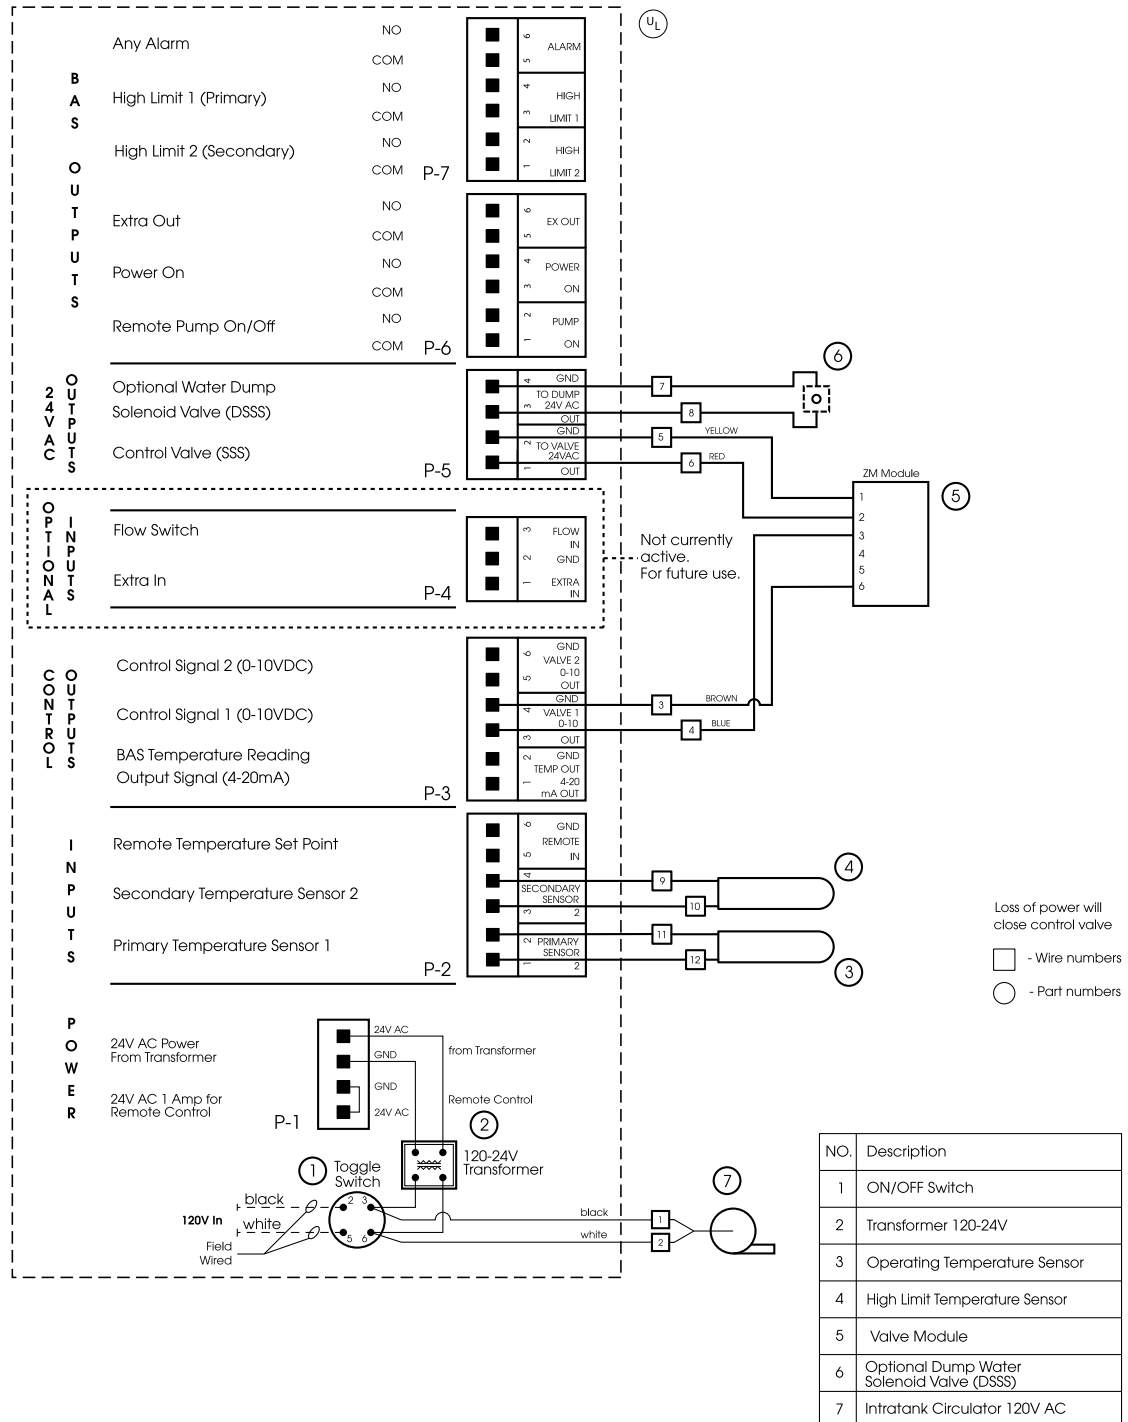 UL
BAS OUTPUTS
Any Alarm
NO
COM
High Limit 1 (Primary)
NO
COM
High Limit 2 (Secondary)
NO
COM
P-7
6
5
ALARM
4
3
HIGH
LIMIT 1
2
1
HIGH
LIMIT 2
Extra Out
NO
COM
Power On
NO
COM
Remote Pump On/Off
NO
COM
P-6
6
5
EX OUT
4
3
POWER
ON
2
1
PUMP
ON
24VAC
OUTPUTS
Optional Water Dump
Solenoid Valve (DSSS)
Control Valve (SSS)
P-5
4
GND
TO DUMP
3
24V AC
OUT
GND
2
TO VALVE
24VAC
1
OUT
7
8
5
YELLOW
6
RED
6
ZM Module
1
2
3
4
5
6
5
OPTIONAL
INPUTS
Flow Switch
Extra In
P-4
3
FLOW
IN
2
GND
1
EXTRA
IN
Not currently
active.
For future use.
CONTROL
OUTPUTS
Control Signal 2 (0-10VDC)
Control Signal 1 (0-10VDC)
BAS Temperature Reading
Output Signal (4-20mA)
P-3
6
GND
VALVE 2
5
0-10
OUT
GND
4
VALVE 1
0-10
3
OUT
2
GND
TEMP OUT
1
4-20
mA OUT
3
BROWN
4
BLUE
INPUTS
Remote Temperature Set Point
Secondary Temperature Sensor 2
Primary Temperature Sensor 1
P-2
6
GND
REMOTE
5
IN
4
SECONDARY
SENSOR
3
2
2
PRIMARY
SENSOR
1
2
9
10
4
11
12
3
Loss of power will
close control valve
- Wire numbers
- Part numbers
POWER
24V AC Power
From Transformer
24V AC 1 Amp for
Remote Control
P-1
24V AC
GND
GND
24V AC
from Transformer
Remote Control
2
120-24V
Transformer
1
Toggle
Switch
black
120V In
white
Field
Wired
2
3
5
6
black
white
1
2
7
NO.
Description
1
ON/OFF Switch
2
Transformer 120-24V
3
Operating Temperature Sensor
4
High Limit Temperature Sensor
5
Valve Module
6
Optional Dump Water
Solenoid Valve (DSSS)
7
Intratank Circulator 120V AC